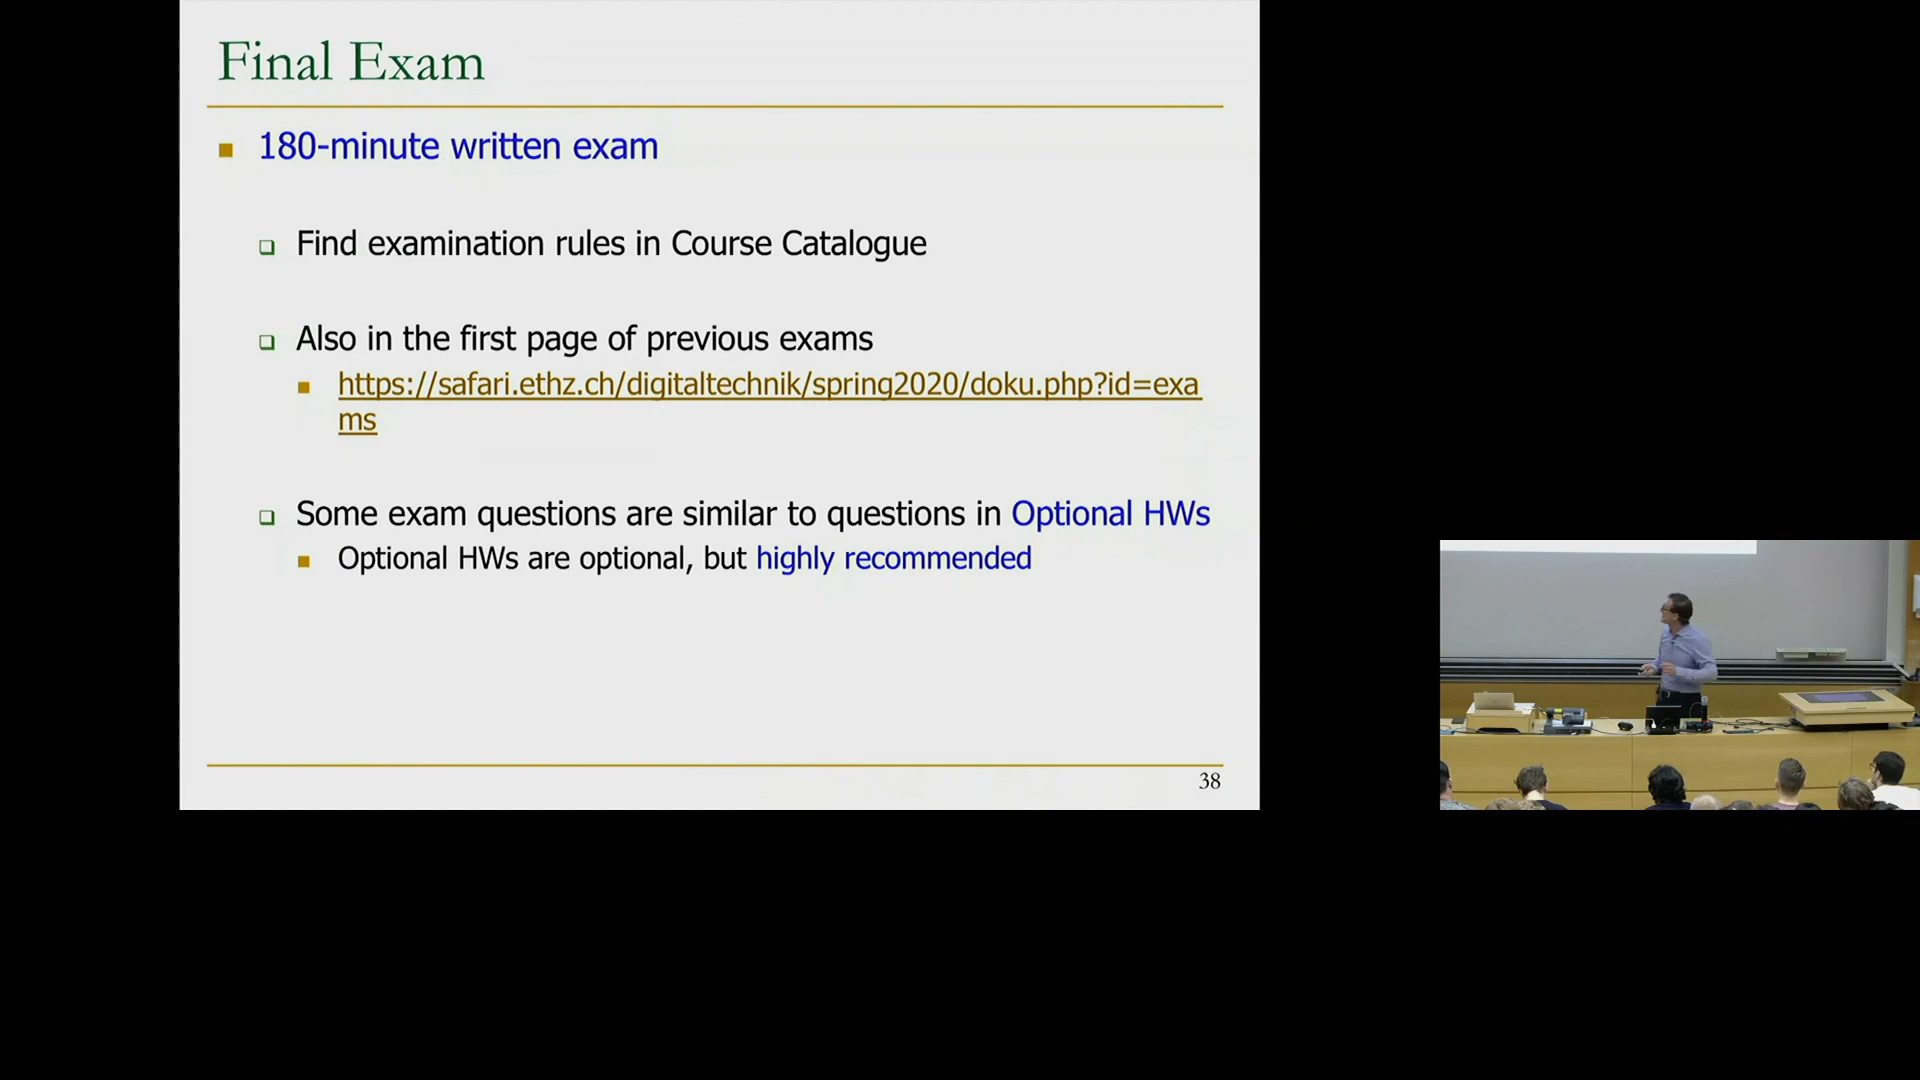 Final Exam
180-minute written exam
Find examination rules in Course Catalogue
Also in the first page of previous exams
https://safari.ethz.ch/digitaltechnik/spring2020/doku.php?id=exa
ms
Some exam questions are similar to questions in Optional HWs
Optional HWs are optional, but highly recommended
38